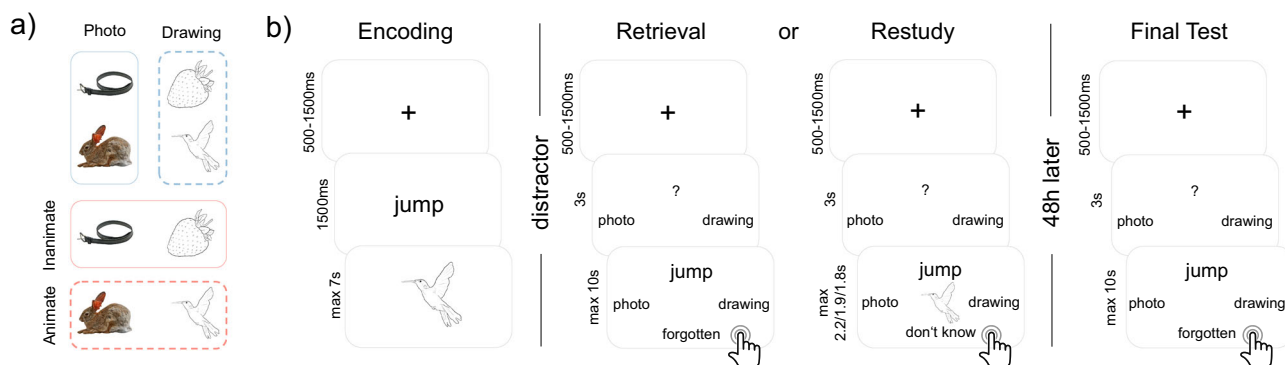 a)
Photo
Drawing
Inanimate
Animate
b)
Encoding
500-1500ms
+
1500ms
jump
max 7s
distractor
Retrieval
or
Restudy
500-1500ms
+
3s
?
photo
drawing
max 10s
jump
photo
drawing
forgotten
500-1500ms
+
3s
?
photo
drawing
max
2.2/1.9/1.8s
jump
photo
drawing
don't know
48h later
Final Test
500-1500ms
+
3s
?
photo
drawing
max 10s
jump
photo
drawing
forgotten